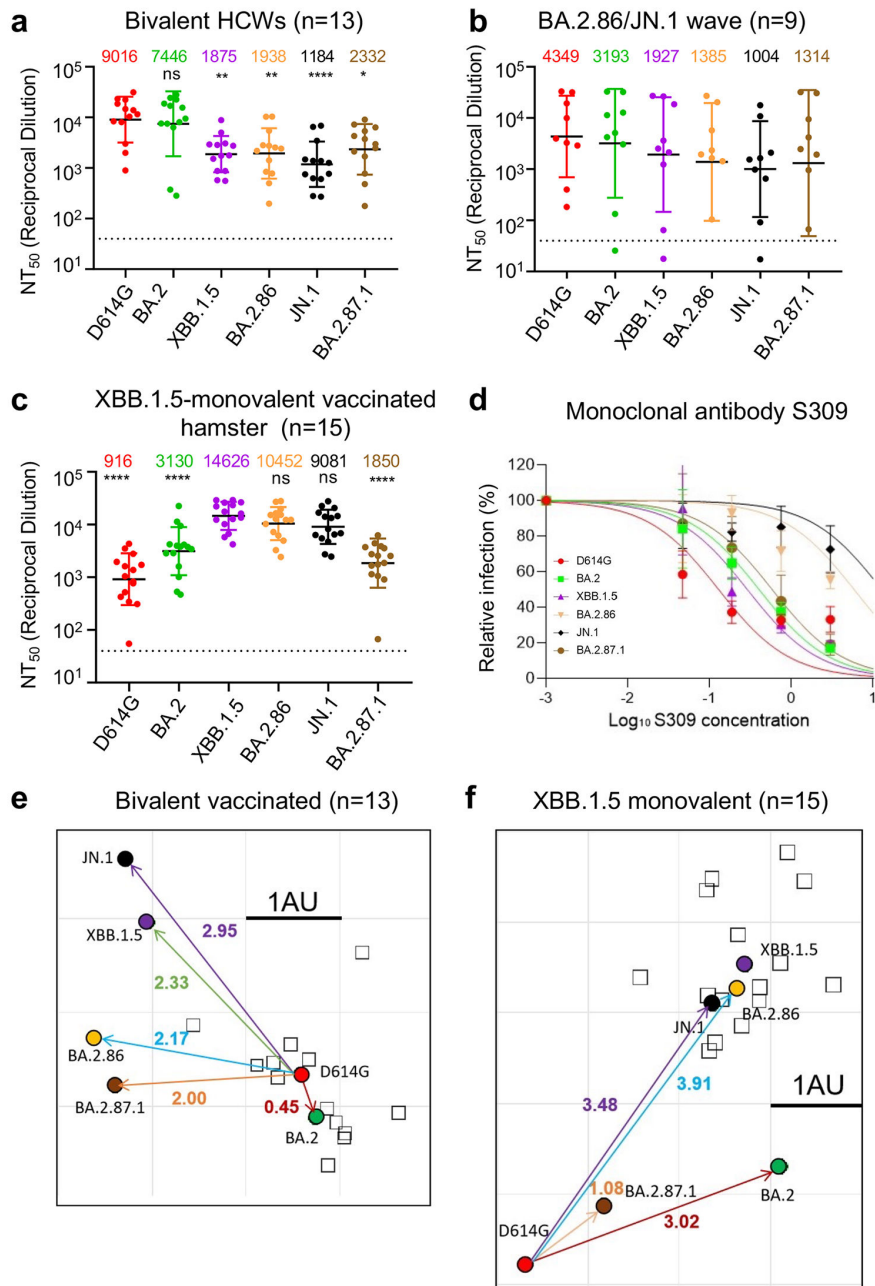 a
Bivalent HCWs (n=13)
9016 7446 1875 1938 1184 2332
ns ** ** **** *
NT50 (Reciprocal Dilution)
10^5
10^4
10^3
10^2
10^1
D614G BA.2 XBB.1.5 BA.2.86 JN.1 BA.2.87.1
b
BA.2.86/JN.1 wave (n=9)
4349 3193 1927 1385 1004 1314
NT50 (Reciprocal Dilution)
10^5
10^4
10^3
10^2
10^1
D614G BA.2 XBB.1.5 BA.2.86 JN.1 BA.2.87.1
c
XBB.1.5-monovalent vaccinated
hamster (n=15)
916 3130 14626 10452 9081 1850
**** **** ns ns ****
NT50 (Reciprocal Dilution)
10^5
10^4
10^3
10^2
10^1
D614G BA.2 XBB.1.5 BA.2.86 JN.1 BA.2.87.1
d
Monoclonal antibody S309
Relative infection (%)
120
100
80
60
40
20
0
D614G
BA.2
XBB.1.5
BA.2.86
JN.1
BA.2.87.1
-3 -2 -1 0 1
Log10 S309 concentration
e
Bivalent vaccinated (n=13)
JN.1
1AU
XBB.1.5
2.95
2.33
BA.2.86
2.17
D614G
BA.2.87.1
2.00
0.45
BA.2
f
XBB.1.5 monovalent (n=15)
XBB.1.5
BA.2.86
JN.1
1AU
3.48
3.91
1.08
BA.2.87.1
BA.2
3.02
D614G